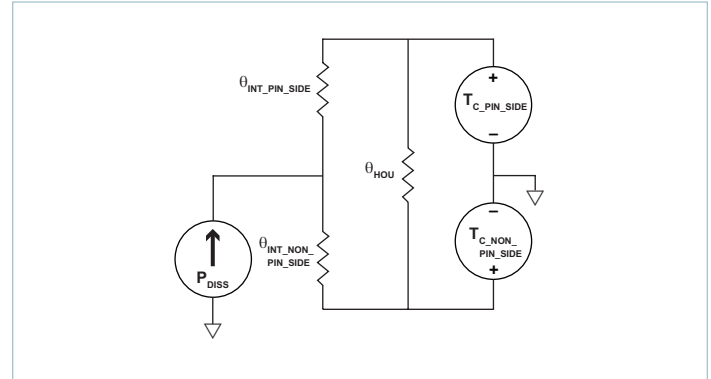 θINT_PIN_SIDE
+
TC_PIN_SIDE
–
θHOU
–
θINT_NON_
PIN_SIDE
TC_NON_
PIN_SIDE
+
PDISS